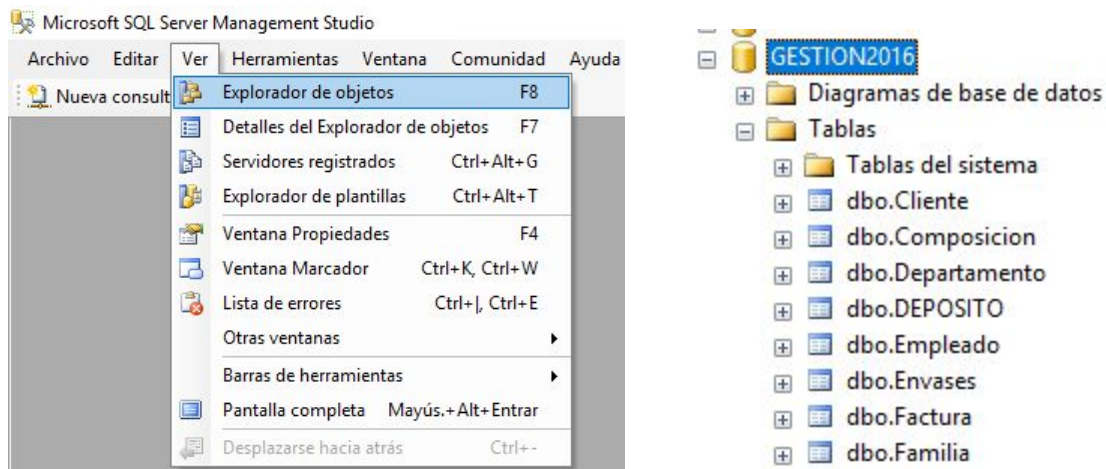 Microsoft SQL Server Management Studio
Archivo Editar Ver Herramientas Ventana Comunidad Ayuda
Nueva consult
Explorador de objetos F8
Detalles del Explorador de objetos F7
Servidores registrados Ctrl+Alt+G
Explorador de plantillas Ctrl+Alt+T
Ventana Propiedades F4
Ventana Marcador Ctrl+K, Ctrl+W
Lista de errores Ctrl+|, Ctrl+E
Otras ventanas
Barras de herramientas
Pantalla completa Mayús.+Alt+Entrar
Desplazarse hacia atrás Ctrl+-
GESTION2016
Diagramas de base de datos
Tablas
Tablas del sistema
dbo.Cliente
dbo.Composicion
dbo.Departamento
dbo.DEPOSITO
dbo.Empleado
dbo.Envases
dbo.Factura
dbo.Familia